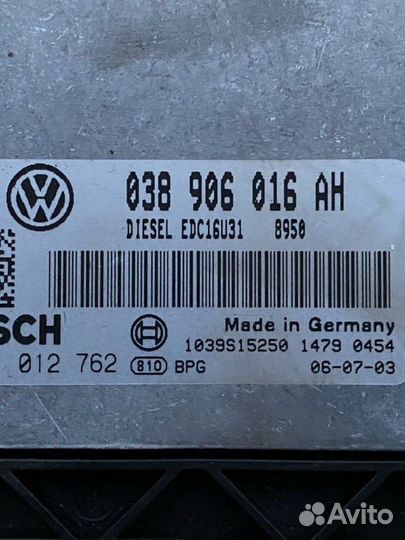 038 906 016 AH
DIESEL EDC16U31 8950
SCH
Made in Germany
1039S15250 1479 0454
012 762 810 BPG
06-07-03
Avito